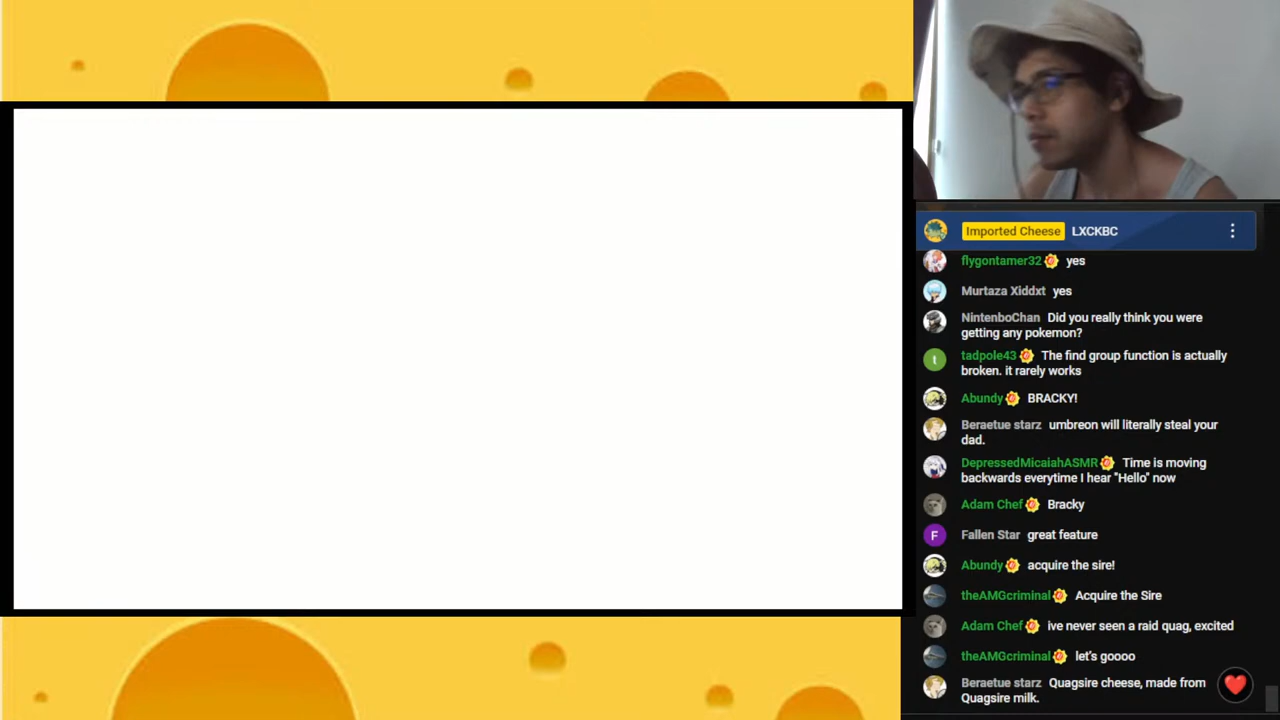 Imported Cheese LXCKBC
flygontamer32 yes
Murtaza Xiddxt yes
NintenboChan Did you really think you were
getting any pokemon?
t tadpole43 The find group function is actually
broken. it rarely works
Abundy BRACKY!
Beraetue starz umbreon will literally steal your
dad.
DepressedMicaiahASMR Time is moving
backwards everytime I hear "Hello" now
Adam Chef Bracky
F Fallen Star great feature
Abundy acquire the sire!
theAMGcriminal Acquire the Sire
Adam Chef ive never seen a raid quag, excited
theAMGcriminal let's goooo
Beraetue starz Quagsire cheese, made from
Quagsire milk.